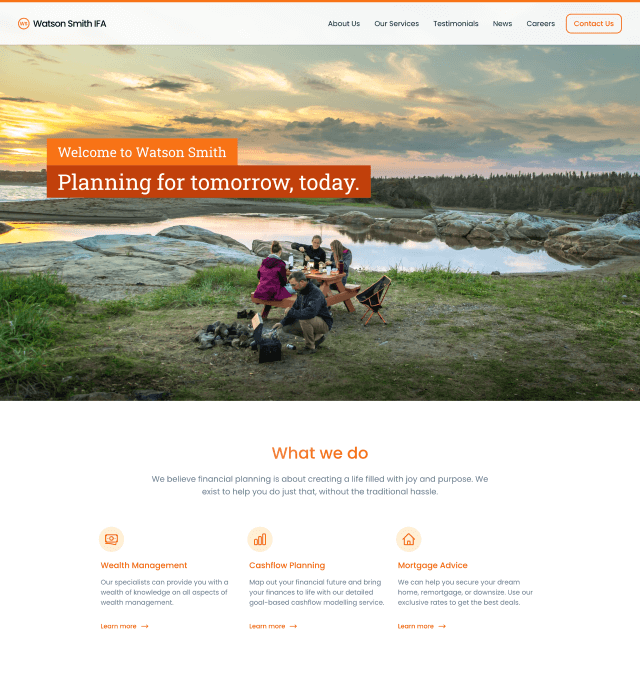 WS Watson Smith IFA
About Us Our Services Testimonials News Careers Contact Us
Welcome to Watson Smith
Planning for tomorrow, today.
What we do
We believe financial planning is about creating a life filled with joy and purpose. We
exist to help you do just that, without the traditional hassle.
Wealth Management
Our specialists can provide you with a
wealth of knowledge on all aspects of
wealth management.
Learn more →
Cashflow Planning
Map out your financial future and bring
your finances to life with our detailed
goal-based cashflow modelling service.
Learn more →
Mortgage Advice
We can help you secure your dream
home, remortgage, or downsize. Use our
exclusive rates to get the best deals.
Learn more →